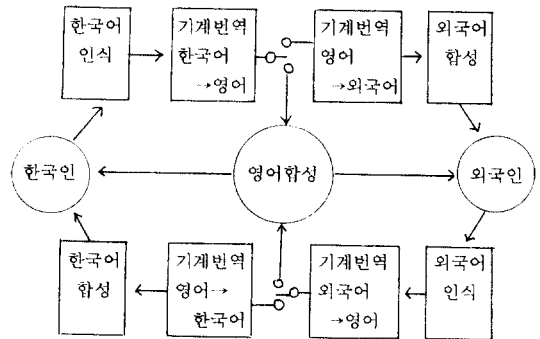 한국어
인식
기계번역
한국어
→영어
기계번역
영어
→외국어
외국어
합성
한국인
영어합성
외국인
한국어
합성
기계번역
영어→
한국어
기계번역
외국어
→영어
외국어
인식